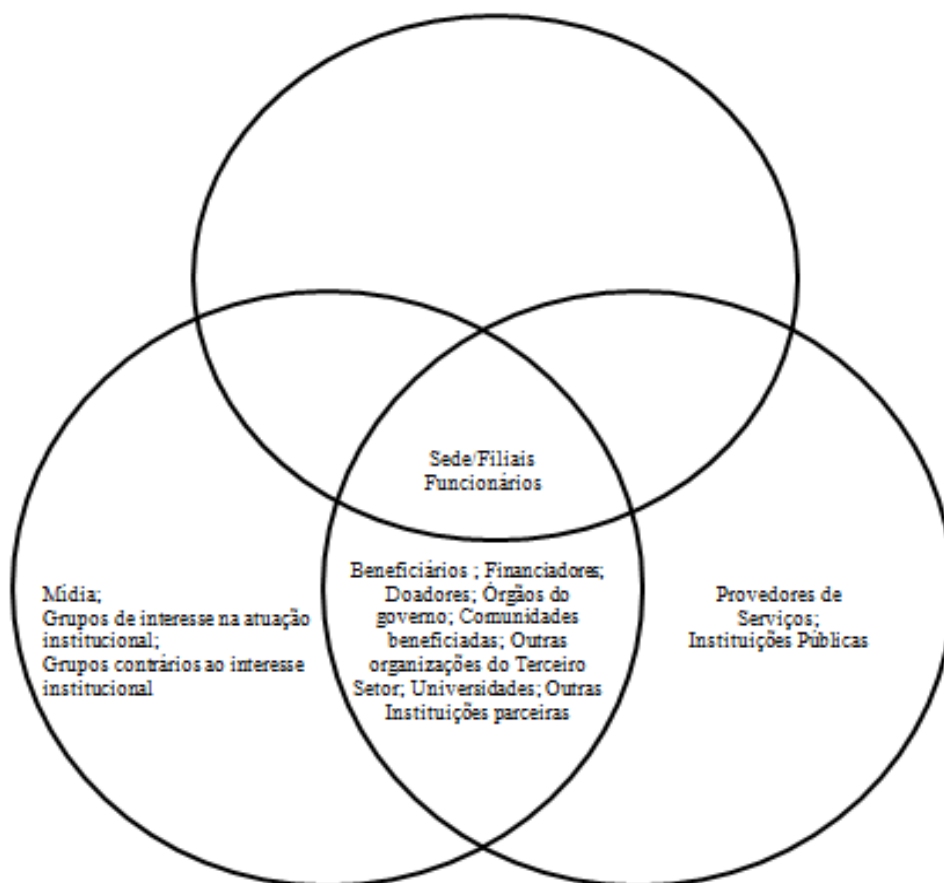 Sede/Filiais
Funcionários
Beneficiários ; Financiadores;
Doadores; Órgãos do
governo; Comunidades
beneficiadas; Outras
organizações do Terceiro
Setor; Universidades; Outras
Instituições parceiras
Mídia;
Grupos de interesse na atuação
institucional;
Grupos contrários ao interesse
institucional
Provedores de
Serviços;
Instituições Públicas